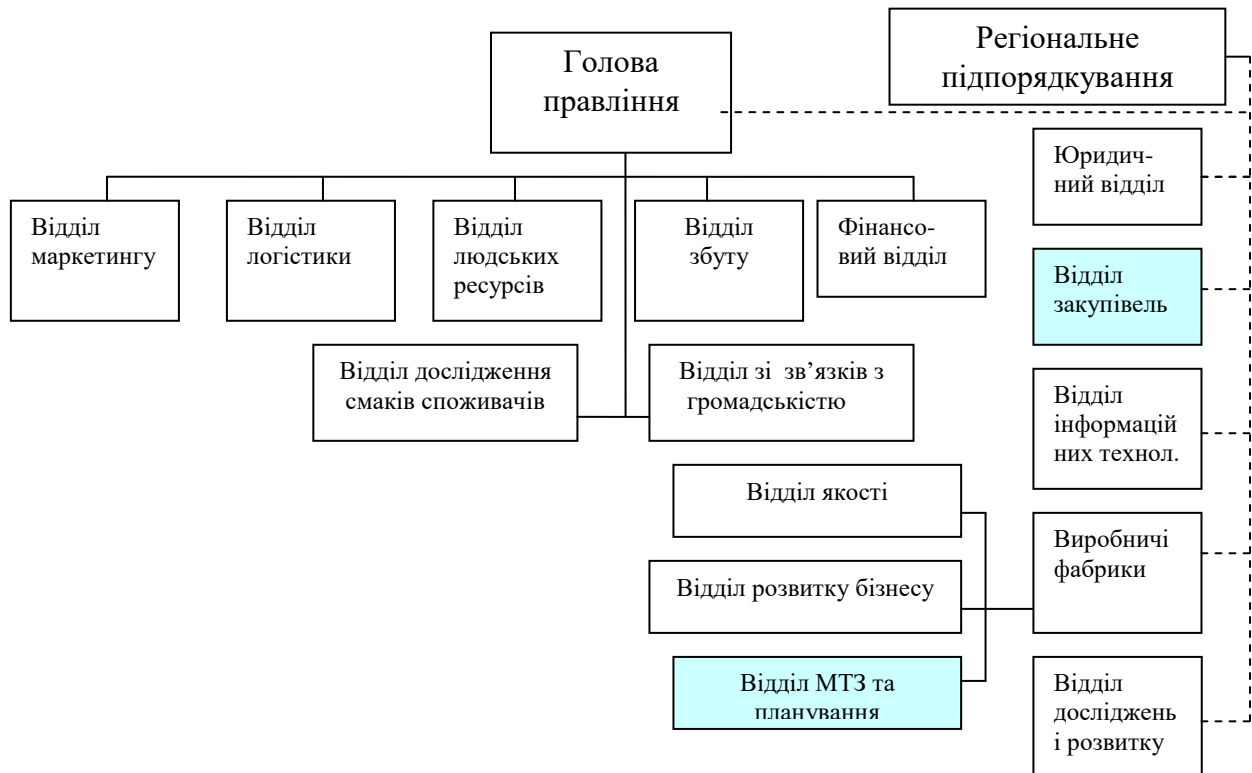 Голова
правління
Регіональне
підпорядкування
Юридич-
ний відділ
Відділ
маркетингу
Відділ
логістики
Відділ
людських
ресурсів
Відділ
збуту
Фінансо-
вий відділ
Відділ
закупівель
Відділ дослідження
смаків споживачів
Відділ зі зв’язків з
громадськістю
Відділ
інформацій
них технол.
Відділ якості
Виробничі
фабрики
Відділ розвитку бізнесу
Відділ МТЗ та
планування
Відділ
досліджень
і розвитку